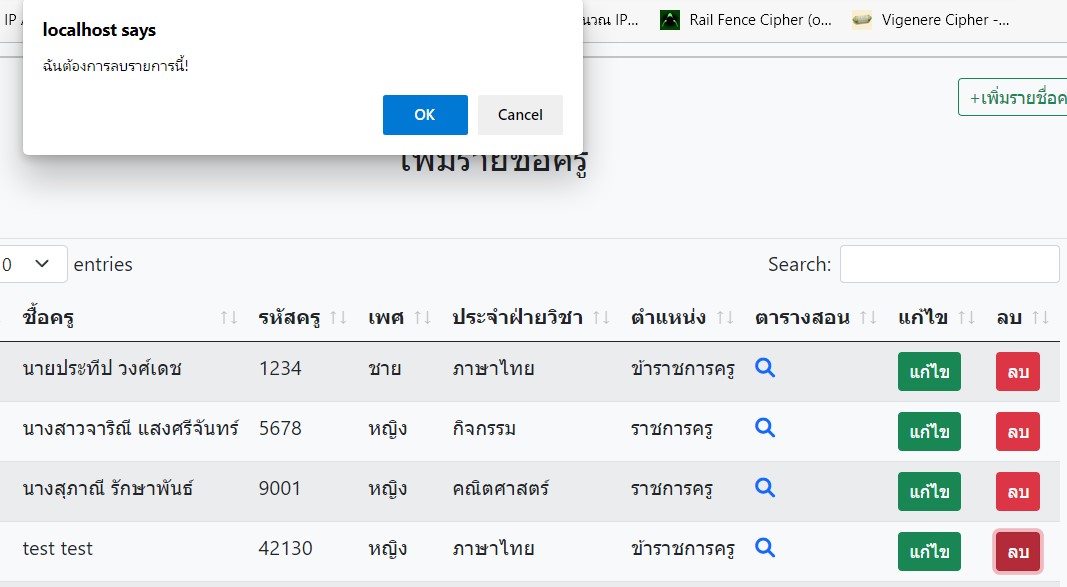 IP
localhost says
ฉันต้องการลบรายการนี้!
OK
Cancel
IP...
Rail Fence Cipher (o...
Vigenere Cipher -...
+เพิ่มรายชื่อค
เพิ่มรายชื่อครู
0 entries
Search:
ชื้อครู รหัสครู เพศ ประจำฝ่ายวิชา ตำแหน่ง ตารางสอน แก้ไข ลบ
นายประทีป วงศ์เดช 1234 ชาย ภาษาไทย ข้าราชการครู แก้ไข ลบ
นางสาวจาริณี แสงศรีจันทร์ 5678 หญิง กิจกรรม ราชการครู แก้ไข ลบ
นางสุภาณี รักษาพันธ์ 9001 หญิง คณิตศาสตร์ ราชการครู แก้ไข ลบ
test test 42130 หญิง ภาษาไทย ข้าราชการครู แก้ไข ลบ